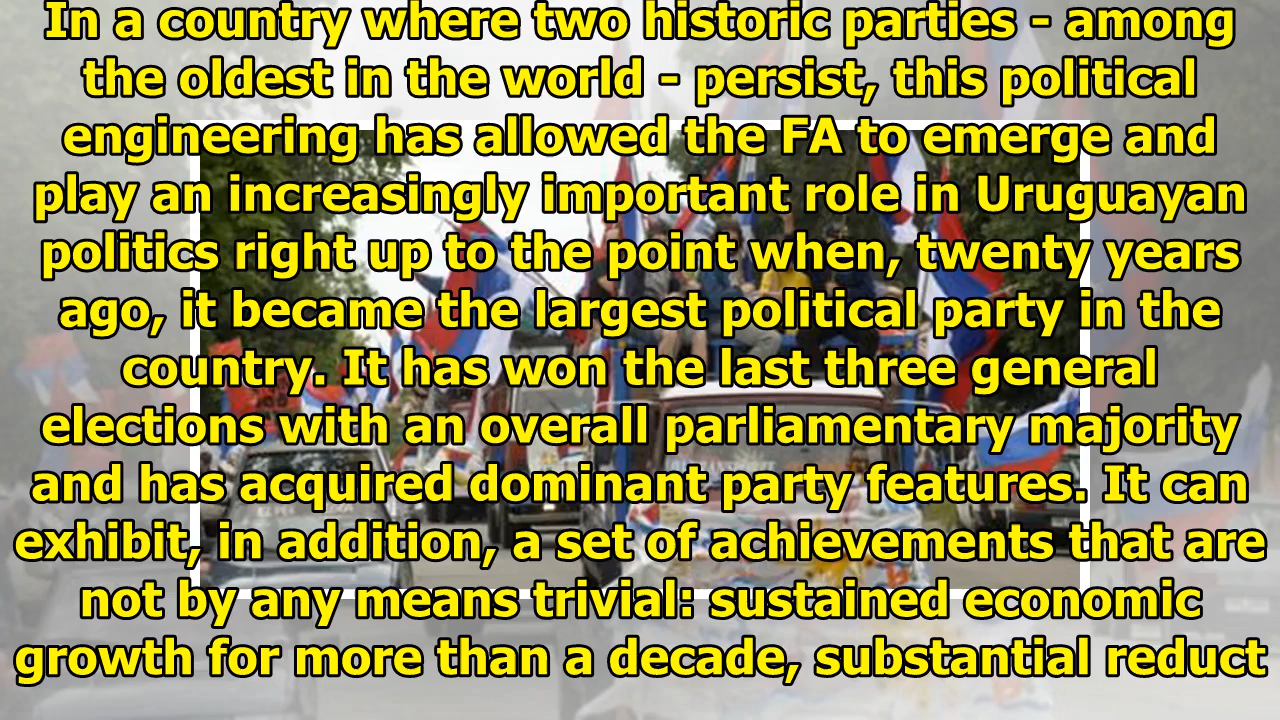 In a country where two historic parties - among
the oldest in the world - persist, this political
engineering has allowed the FA to emerge and
play an increasingly important role in Uruguayan
politics right up to the point when, twenty years
ago, it became the largest political party in the
country. It has won the last three general
elections with an overall parliamentary majority
and has acquired dominant party features. It can
exhibit, in addition, a set of achievements that are
not by any means trivial: sustained economic
growth for more than a decade, substantial reduct